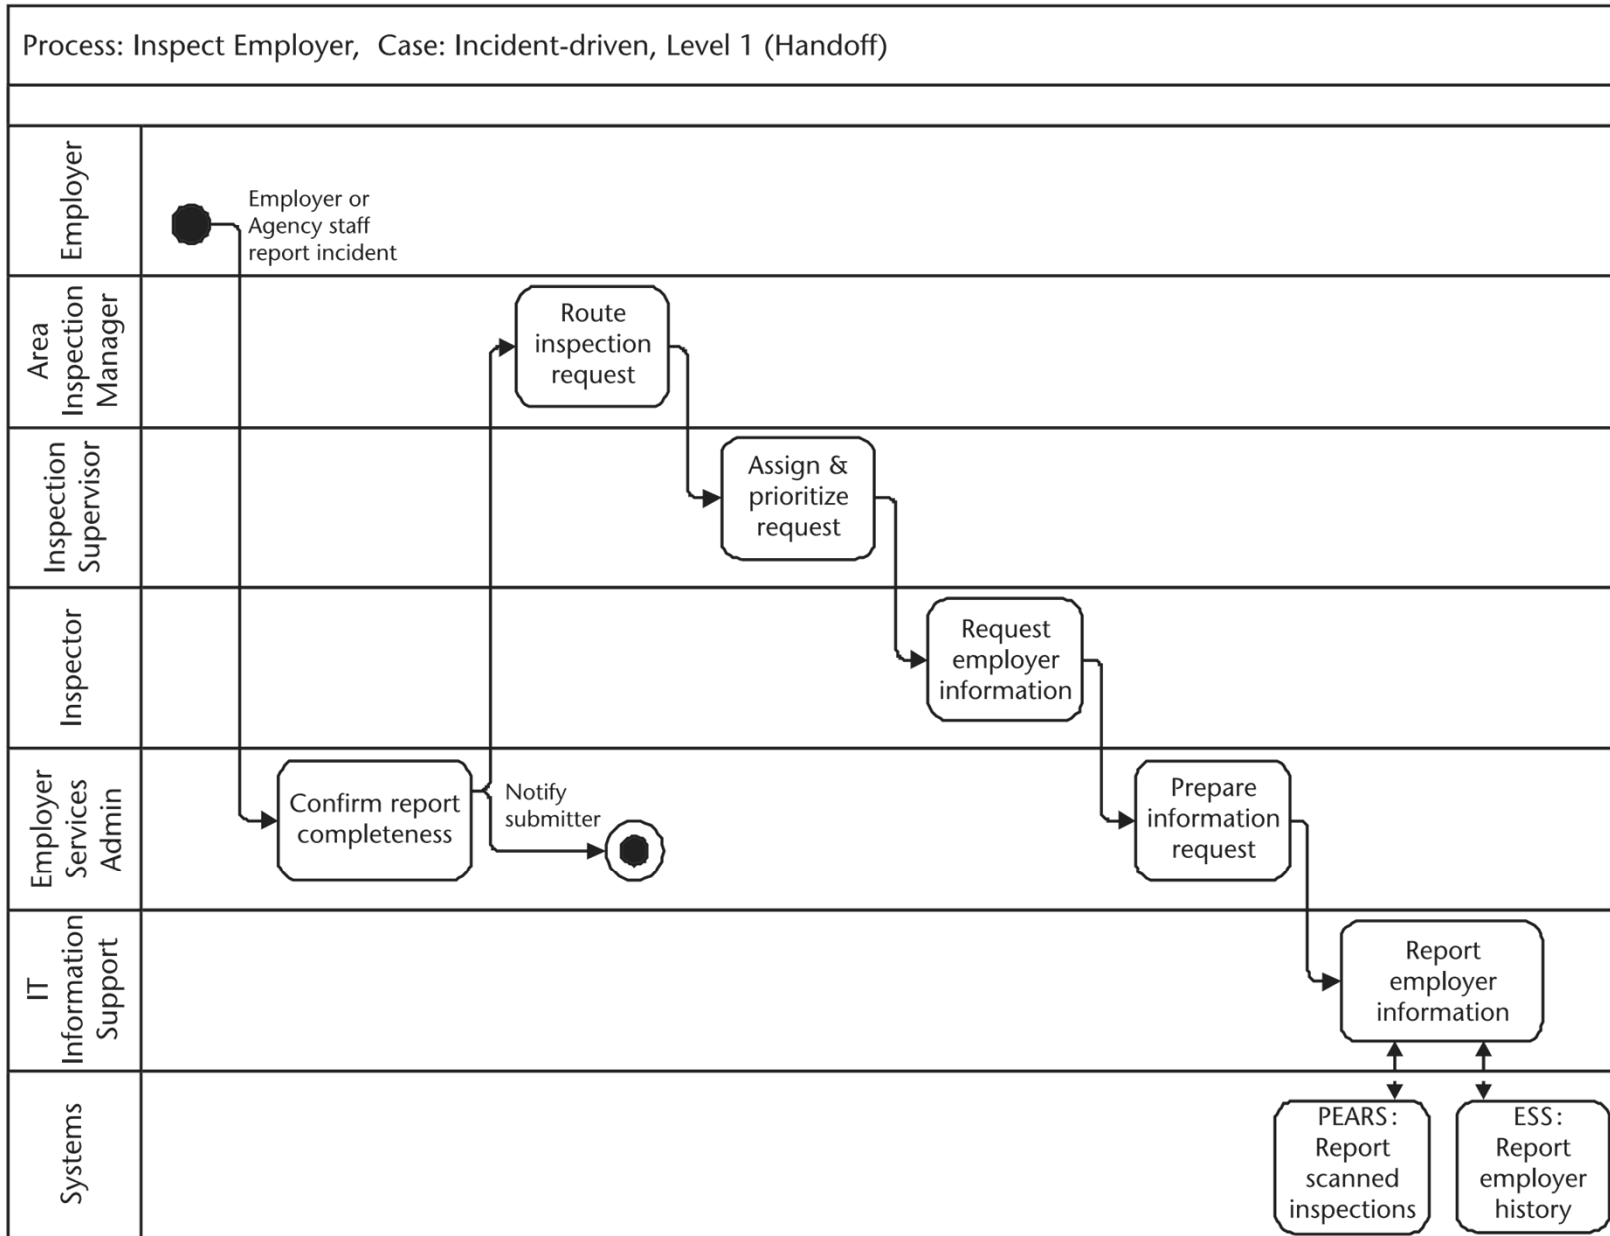 Process: Inspect Employer, Case: Incident-driven, Level 1 (Handoff)
Employer
Employer or
Agency staff
report incident
Area
Inspection
Manager
Route
inspection
request
Inspection
Supervisor
Assign &
prioritize
request
Inspector
Request
employer
information
Employer
Services
Admin
Confirm report
completeness
Notify
submitter
Prepare
information
request
IT
Information
Support
Report
employer
information
Systems
PEARS:
Report
scanned
inspections
ESS:
Report
employer
history